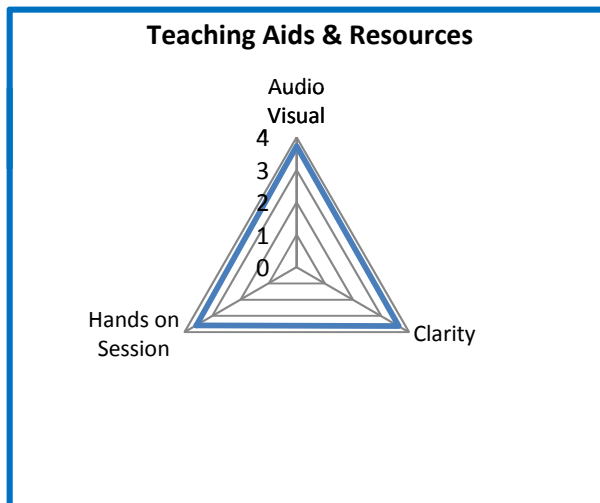 Teaching Aids & Resources
Audio
Visual
4
3
2
1
0
Hands on
Session
Clarity